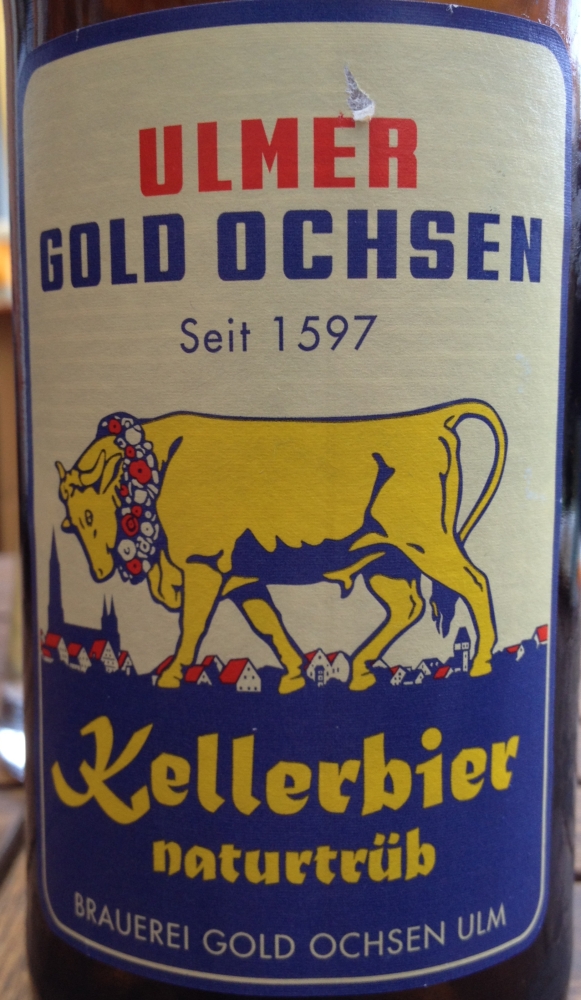 ULMER
GOLD OCHSEN
Seit 1597
Kellerbier
naturtrüb
BRAUEREI GOLD OCHSEN ULM